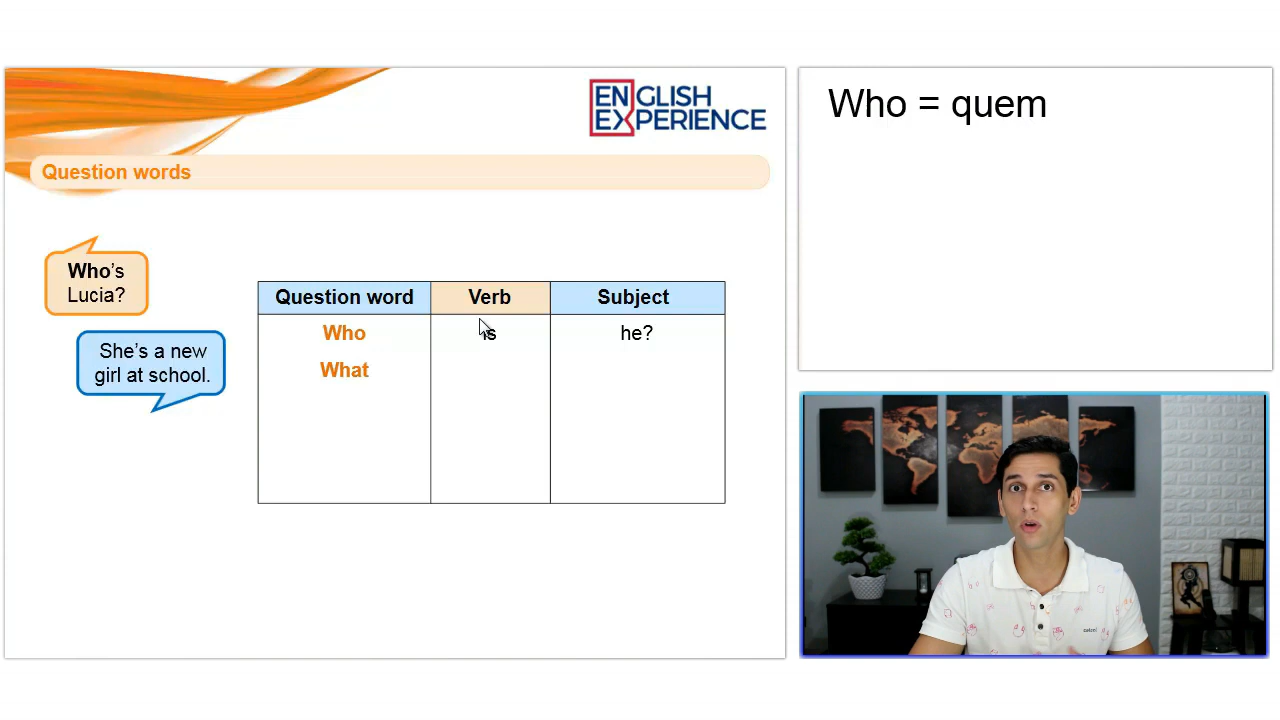 ENGLISH
EXPERIENCE
Question words
Who's
Lucia?
She's a new
girl at school.
Question word Verb Subject
Who is he?
What
Who = quem